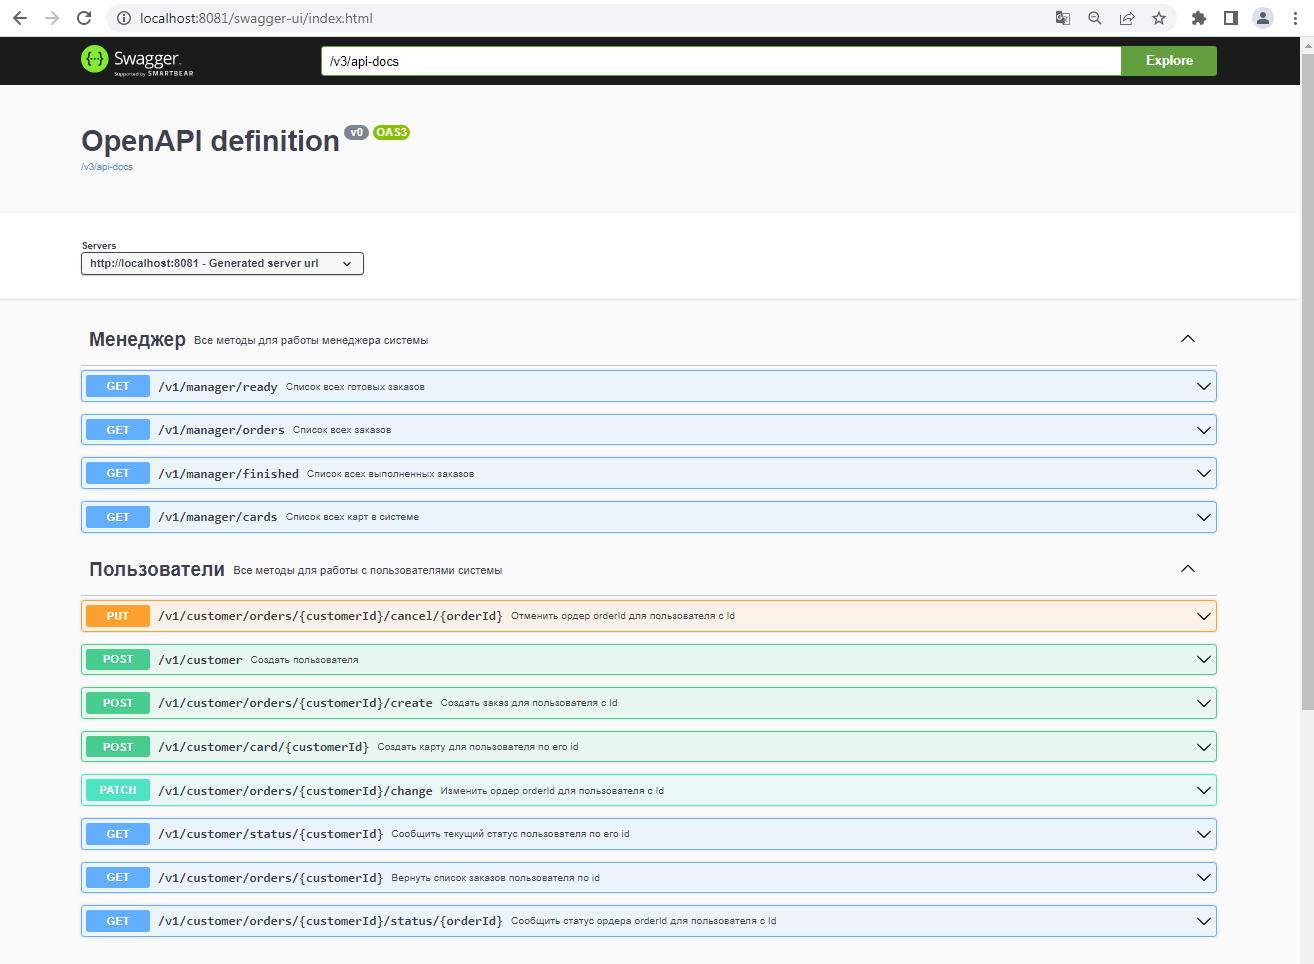 localhost:8081/swagger-ui/index.html
Swagger.
Supported by SMARTBEAR
/v3/api-docs
Explore
OpenAPI definition v0 OAS3
/v3/api-docs
Servers
http://localhost:8081 - Generated server url
Менеджер Все методы для работы менеджера системы
GET /v1/manager/ready Список всех готовых заказов
GET /v1/manager/orders Список всех заказов
GET /v1/manager/finished Список всех выполненных заказов
GET /v1/manager/cards Список всех карт в системе
Пользователи Все методы для работы с пользователями системы
PUT /v1/customer/orders/{customerId}/cancel/{orderId} Отменить ордер orderId для пользователя с Id
POST /v1/customer Создать пользователя
POST /v1/customer/orders/{customerId}/create Создать заказ для пользователя с Id
POST /v1/customer/card/{customerId} Создать карту для пользователя по его id
PATCH /v1/customer/orders/{customerId}/change Изменить ордер orderId для пользователя с Id
GET /v1/customer/status/{customerId} Сообщить текущий статус пользователя по его id
GET /v1/customer/orders/{customerId} Вернуть список заказов пользователя по id
GET /v1/customer/orders/{customerId}/status/{orderId} Сообщить статус ордера orderId для пользователя с Id